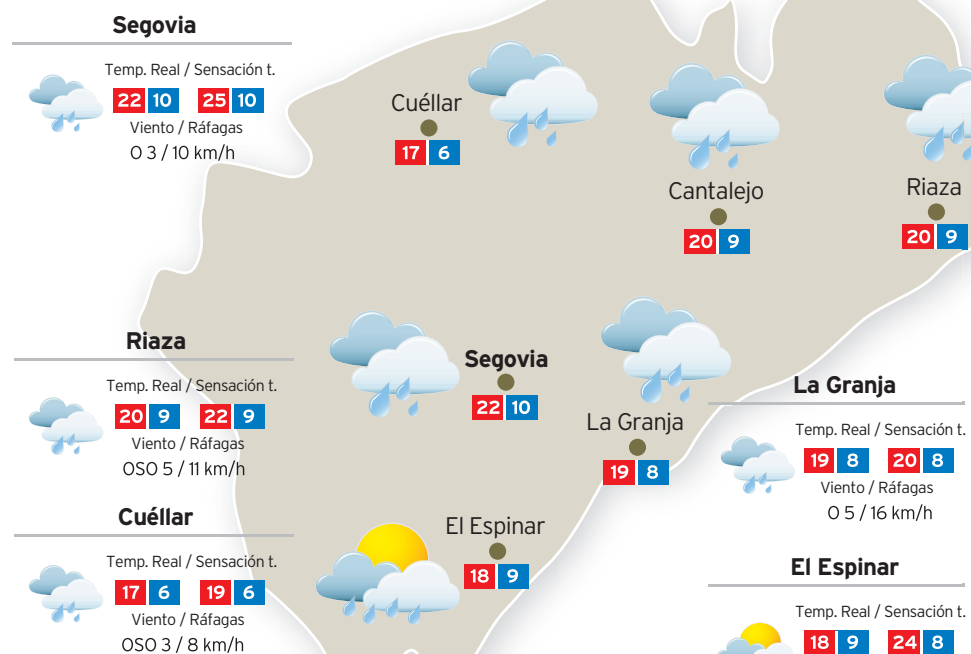 Segovia
Temp. Real / Sensación t.
22 10 25 10
Viento / Ráfagas
O 3 / 10 km/h
Riaza
Temp. Real / Sensación t.
20 9 22 9
Viento / Ráfagas
OSO 5 / 11 km/h
Cuéllar
Temp. Real / Sensación t.
17 6 19 6
Viento / Ráfagas
OSO 3 / 8 km/h
Cuéllar
17 6
Cantalejo
20 9
Riaza
20 9
Segovia
22 10
La Granja
19 8
El Espinar
18 9
La Granja
Temp. Real / Sensación t.
19 8 20 8
Viento / Ráfagas
O 5 / 16 km/h
El Espinar
Temp. Real / Sensación t.
18 9 24 8